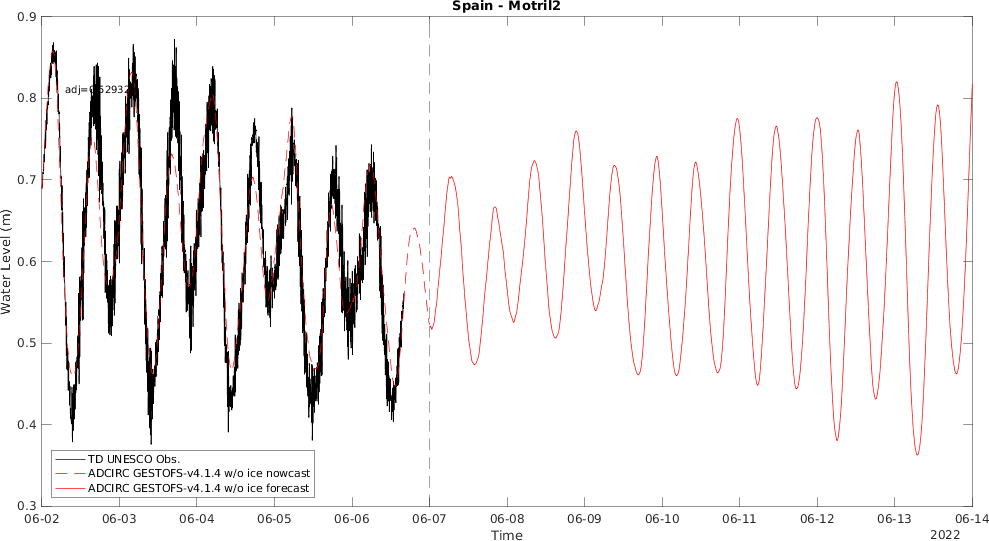 Spain - Motril2
0.9
0.8
0.7
0.6
0.5
0.4
0.3
Water Level (m)
adj=0.52932
TD UNESCO Obs.
ADCIRC GESTOFS-v4.1.4 w/o ice nowcast
ADCIRC GESTOFS-v4.1.4 w/o ice forecast
06-02 06-03 06-04 06-05 06-06 06-07 06-08 06-09 06-10 06-11 06-12 06-13 06-14
Time
2022